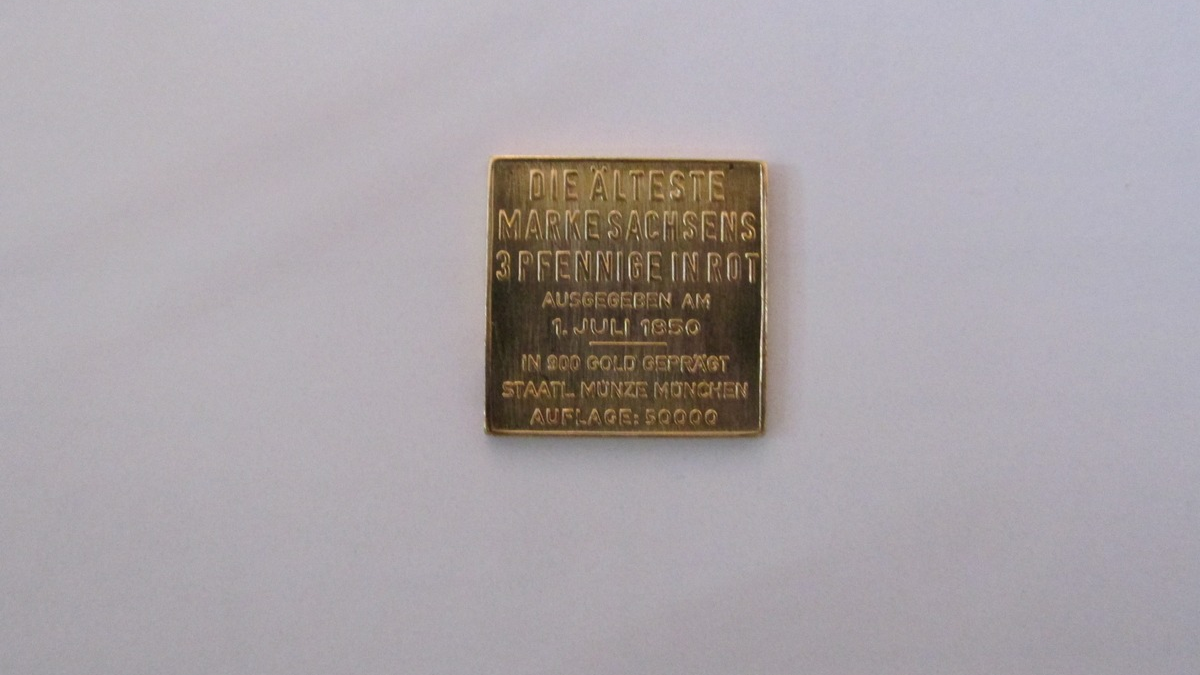 DIE ÄLTESTE
MARKE SACHSENS
3 PFENNIGE IN ROT
AUSGEGEBEN AM
1. JULI 1850
IN 900 GOLD GEPRÄGT
STAATL. MÜNZE MÜNCHEN
AUFLAGE: 50000